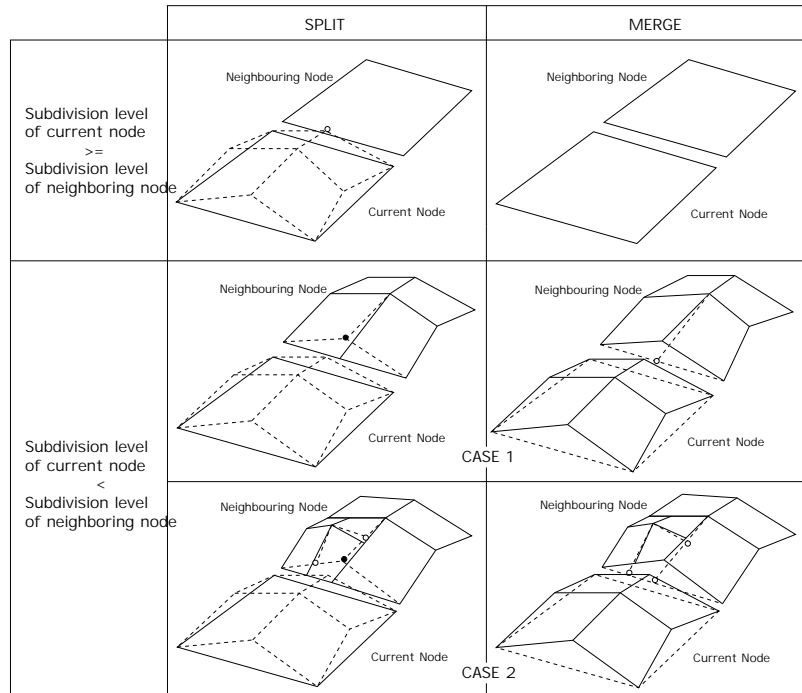 SPLIT
MERGE
Subdivision level
of current node
>=
Subdivision level
of neighboring node
Neighbouring Node
Current Node
Neighbouring Node
Current Node
Subdivision level
of current node
<
Subdivision level
of neighboring node
Neighbouring Node
Current Node
Neighbouring Node
Current Node
CASE 1
Neighbouring Node
Current Node
Neighbouring Node
Current Node
CASE 2